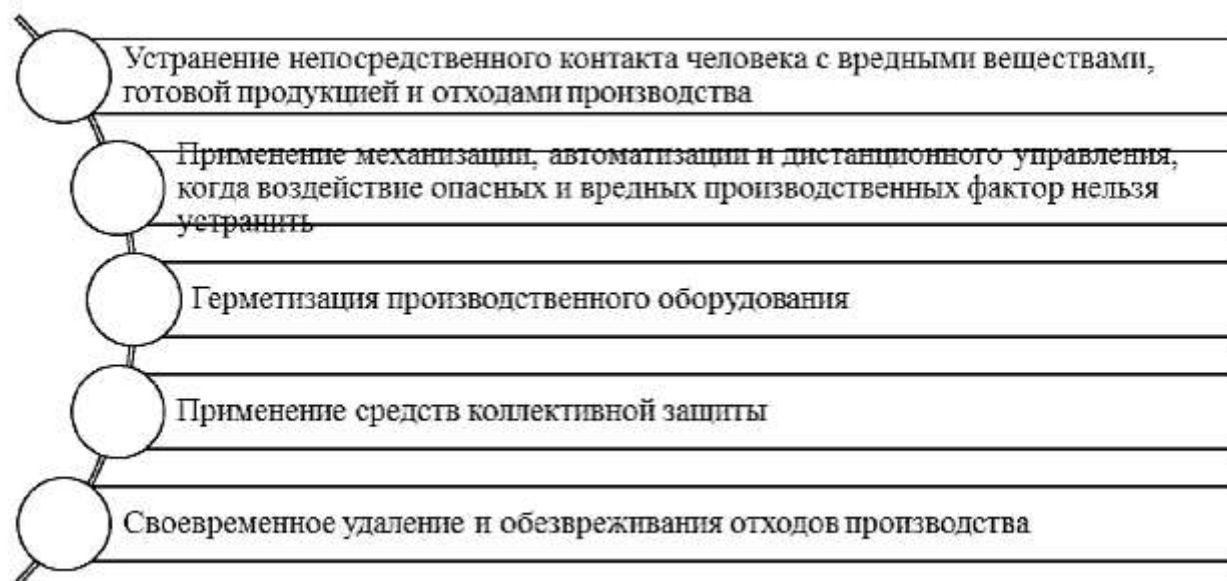 Устранение непосредственного контакта человека с вредными веществами,
готовой продукцией и отходами производства
Применение механизации, автоматизации и дистанционного управления,
когда воздействие опасных и вредных производственных фактор нельзя
устранить
Герметизация производственного оборудования
Применение средств коллективной защиты
Своевременное удаление и обезвреживания отходов производства